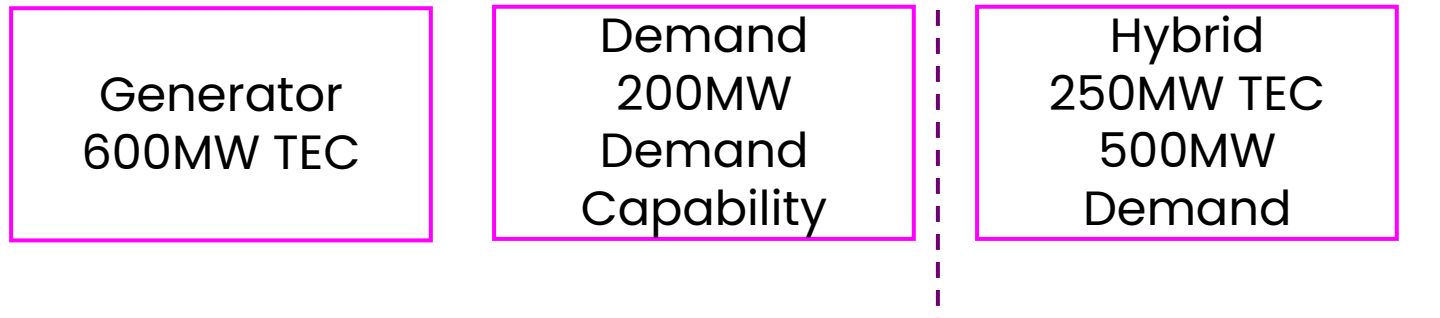 Generator
600MW TEC
Demand
200MW
Demand
Capability
Hybrid
250MW TEC
500MW
Demand